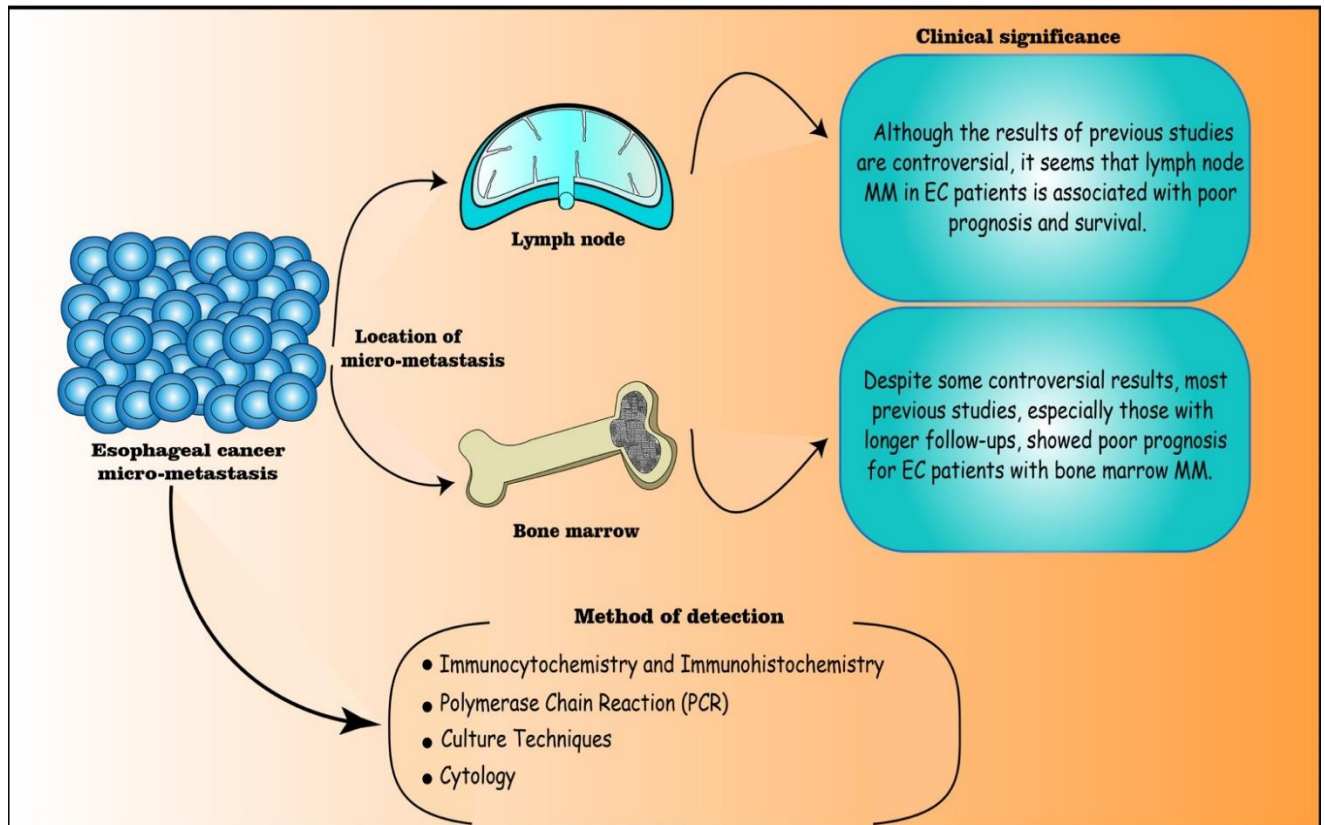 Clinical significance
Although the results of previous studies
are controversial, it seems that lymph node
MM in EC patients is associated with poor
prognosis and survival.
Lymph node
Location of
micro-metastasis
Despite some controversial results, most
previous studies, especially those with
longer follow-ups, showed poor prognosis
for EC patients with bone marrow MM.
Esophageal cancer
micro-metastasis
Bone marrow
Method of detection
● Immunocytochemistry and Immunohistochemistry
● Polymerase Chain Reaction (PCR)
● Culture Techniques
● Cytology